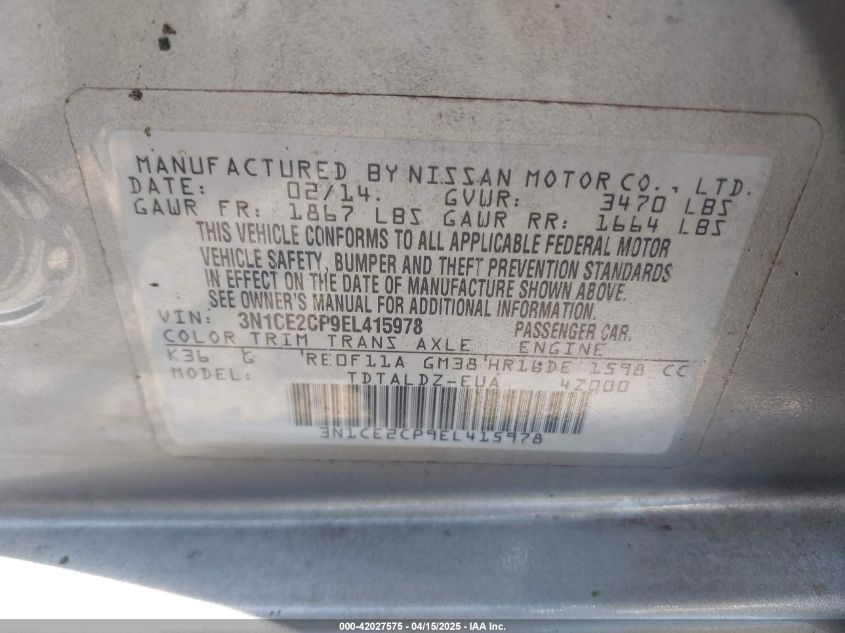 MANUFACTURED BY NISSAN MOTOR CO., LTD.
DATE: 02/14. GVWR: 3470 LBS
GAWR FR: 1867 LBS GAWR RR: 1664 LBS
THIS VEHICLE CONFORMS TO ALL APPLICABLE FEDERAL MOTOR
VEHICLE SAFETY, BUMPER AND THEFT PREVENTION STANDARDS
IN EFFECT ON THE DATE OF MANUFACTURE SHOWN ABOVE.
SEE OWNER'S MANUAL FOR ADDITIONAL INFORMATION.
VIN: 3N1CE2CP9EL415978 PASSENGER CAR.
COLOR TRIM TRANS AXLE ENGINE
K36 G RE0F11A GM38 HR16DE 1598 CC
MODEL: TDTALDZ-EUA 4Z000
3N1CE2CP9EL415978
000-42027575 - 04/15/2025 - IAA Inc.